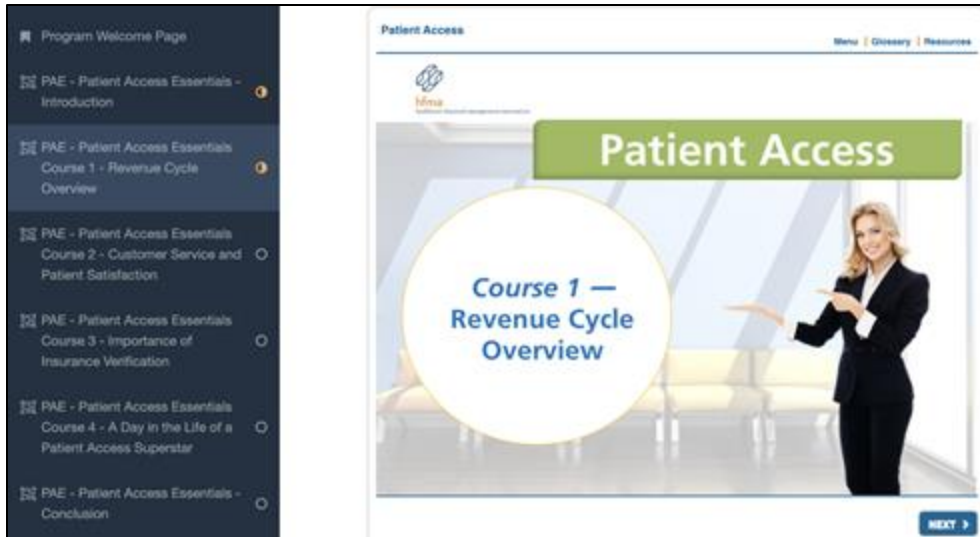 Program Welcome Page
PAE - Patient Access Essentials -
Introduction
PAE - Patient Access Essentials
Course 1 - Revenue Cycle
Overview
PAE - Patient Access Essentials
Course 2 - Customer Service and
Patient Satisfaction
PAE - Patient Access Essentials
Course 3 - Importance of
Insurance Verification
PAE - Patient Access Essentials
Course 4 - A Day in the Life of a
Patient Access Superstar
PAE - Patient Access Essentials -
Conclusion
Patient Access
Menu | Glossary | Resources
hfma
Patient Access
Course 1 —
Revenue Cycle
Overview
NEXT >